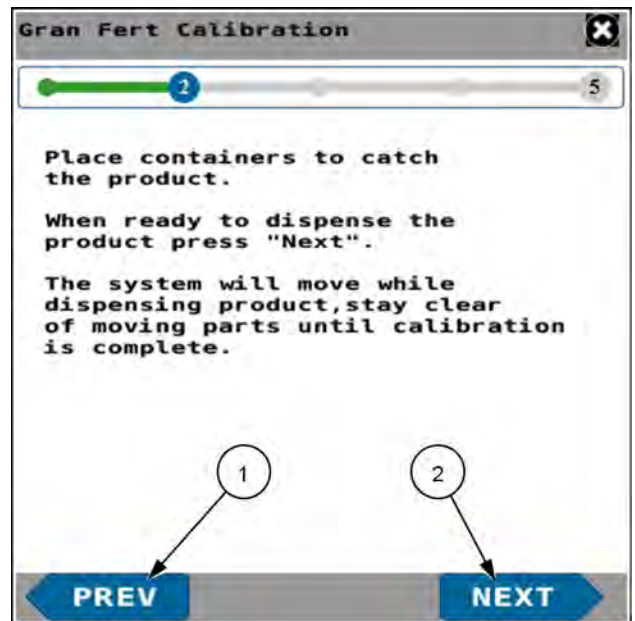 Gran Fert Calibration
2
5
Place containers to catch
the product.
When ready to dispense the
product press "Next".
The system will move while
dispensing product,stay clear
of moving parts until calibration
is complete.
1
2
PREV
NEXT